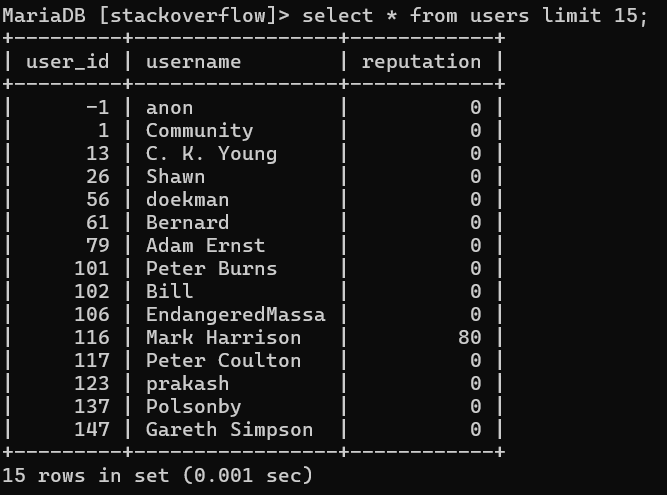 MariaDB [stackoverflow]> select * from users limit 15;
+---------+-----------------+------------+
| user_id | username        | reputation |
+---------+-----------------+------------+
|      -1 | anon            |          0 |
|       1 | Community       |          0 |
|      13 | C. K. Young     |          0 |
|      26 | Shawn           |          0 |
|      56 | doekman         |          0 |
|      61 | Bernard         |          0 |
|      79 | Adam Ernst      |          0 |
|     101 | Peter Burns     |          0 |
|     102 | Bill            |          0 |
|     106 | EndangeredMassa |          0 |
|     116 | Mark Harrison   |         80 |
|     117 | Peter Coulton   |          0 |
|     123 | prakash         |          0 |
|     137 | Polsonby        |          0 |
|     147 | Gareth Simpson  |          0 |
+---------+-----------------+------------+
15 rows in set (0.001 sec)